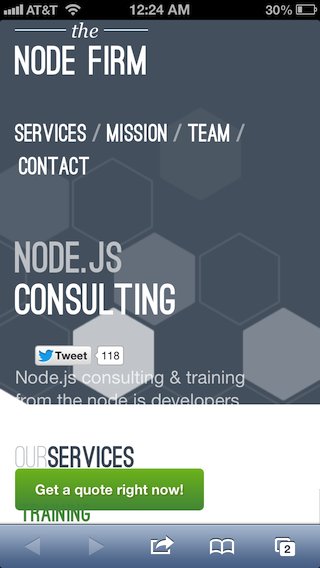 AT&T 12:24 AM 30%
the
NODE FIRM
SERVICES / MISSION / TEAM /
CONTACT
NODE.JS
CONSULTING
Tweet 118
Node.js consulting & training
from the node.js developers
OURSERVICES
Get a quote right now!
TRAINING
2